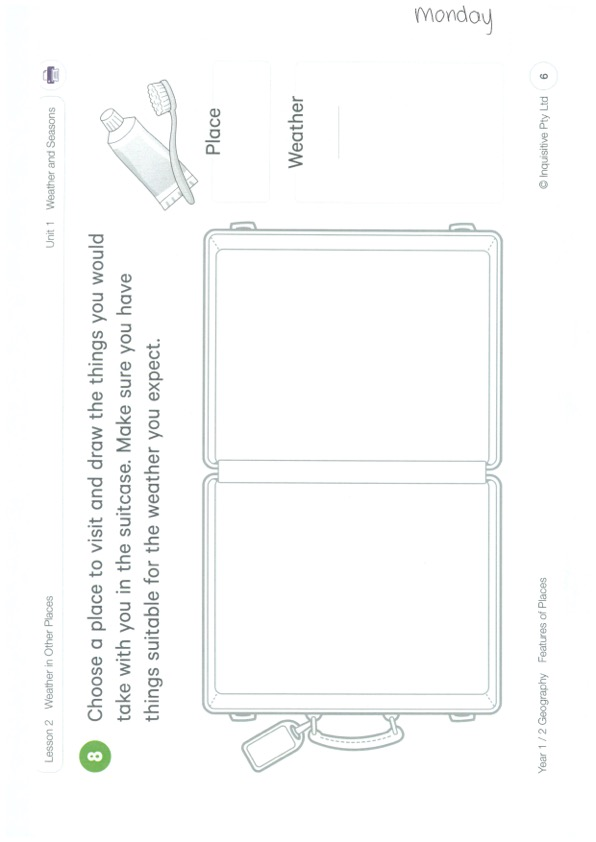 monday
Lesson 2 Weather in Other Places
Unit 1 Weather and Seasons
8
Choose a place to visit and draw the things you would
take with you in the suitcase. Make sure you have
things suitable for the weather you expect.
Place
Weather
Year 1 / 2 Geography Features of Places
© Inquisitive Pty Ltd
6